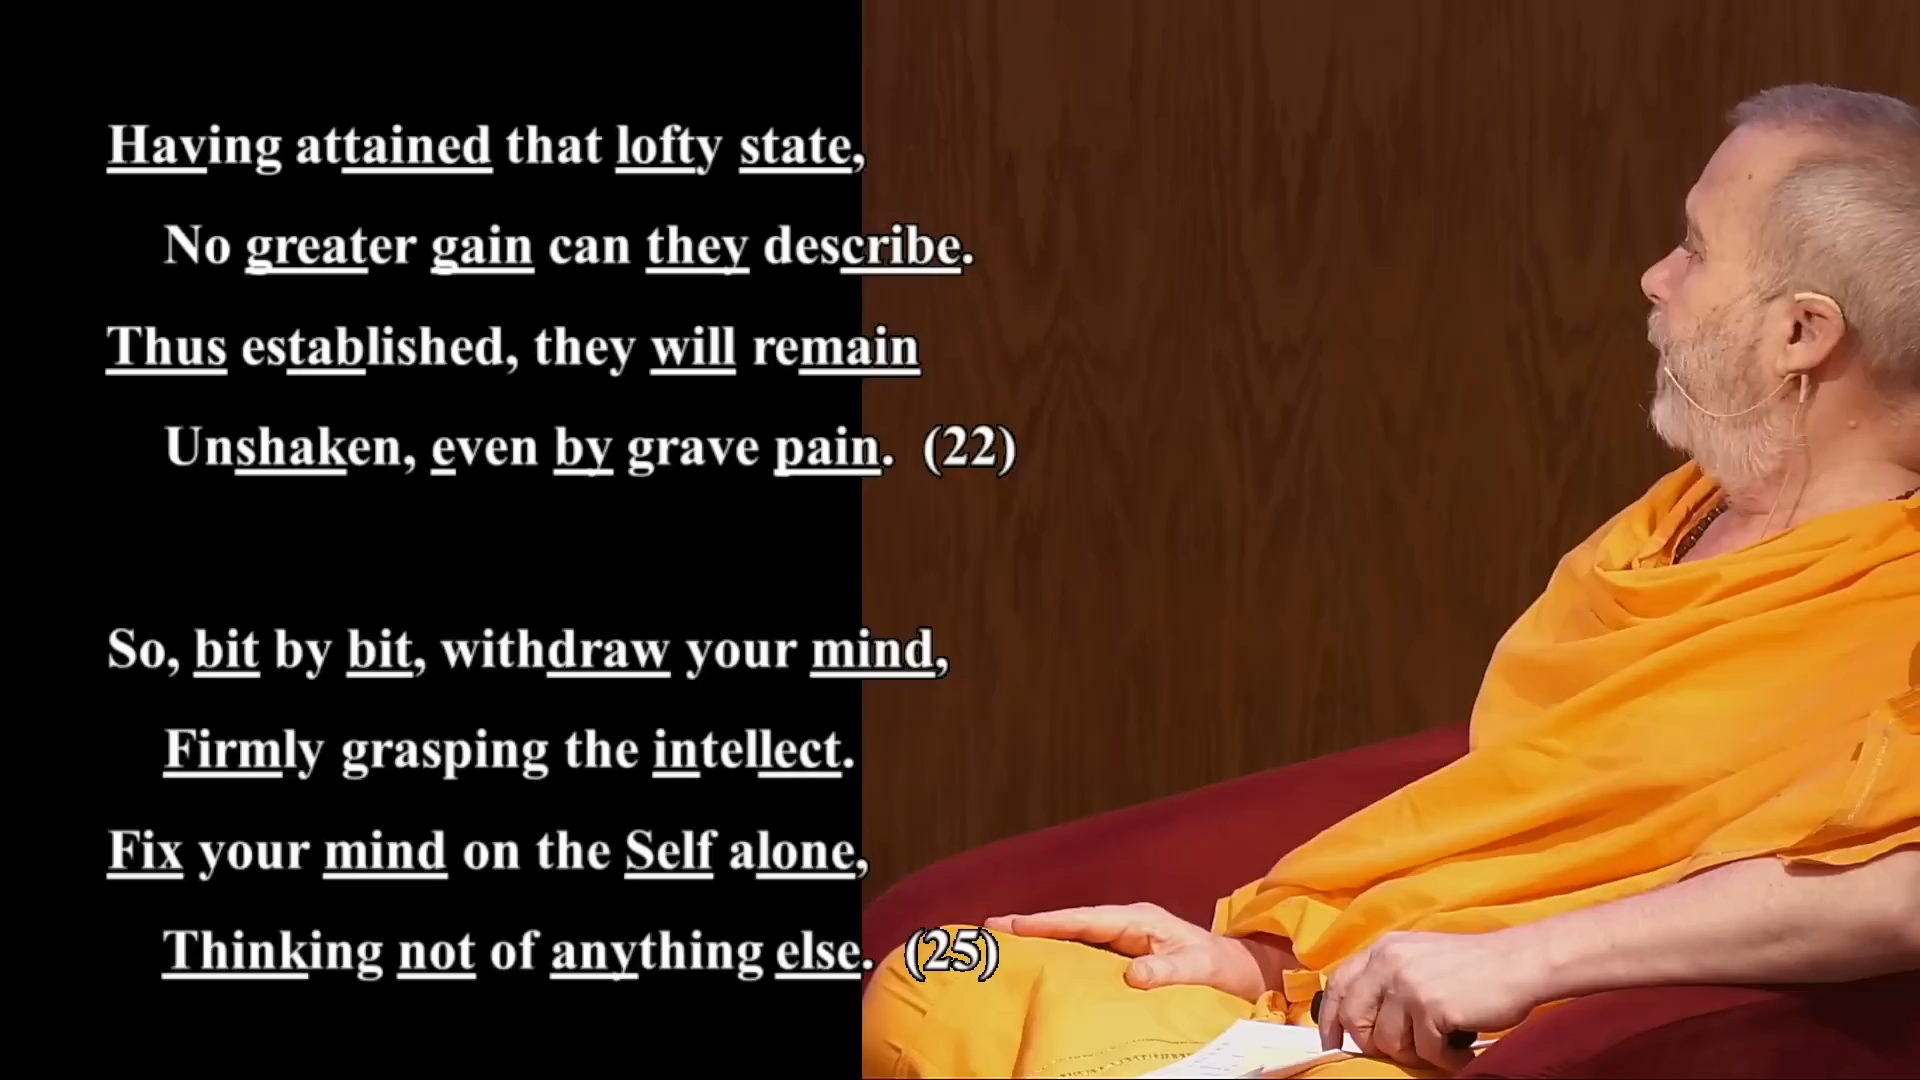 Having attained that lofty state,
No greater gain can they describe.
Thus established, they will remain
Unshaken, even by grave pain. (22)
So, bit by bit, withdraw your mind,
Firmly grasping the intellect.
Fix your mind on the Self alone,
Thinking not of anything else. (25)